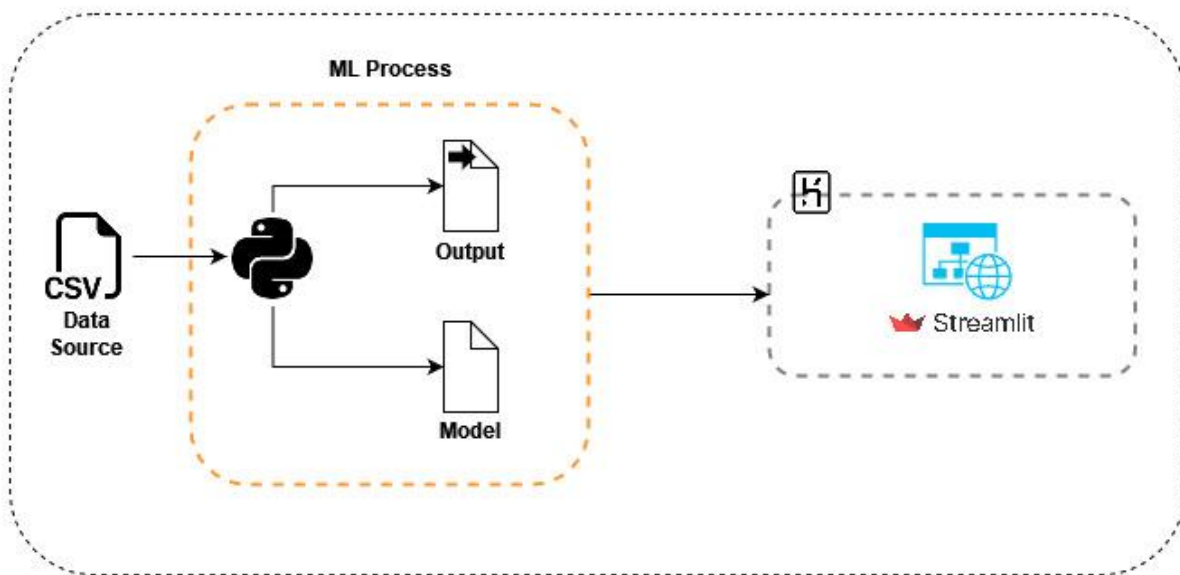 ML Process
CSV
Data
Source
Output
Model
Streamlit